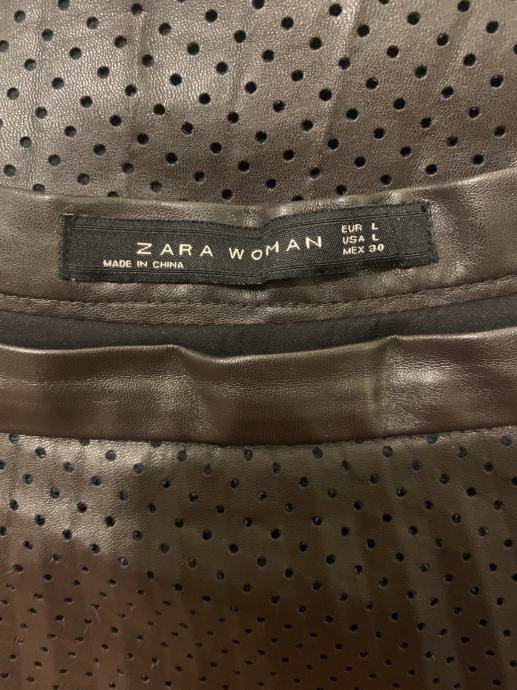 ZARA WOMAN
MADE IN CHINA
EUR L
USA L
MEX 30